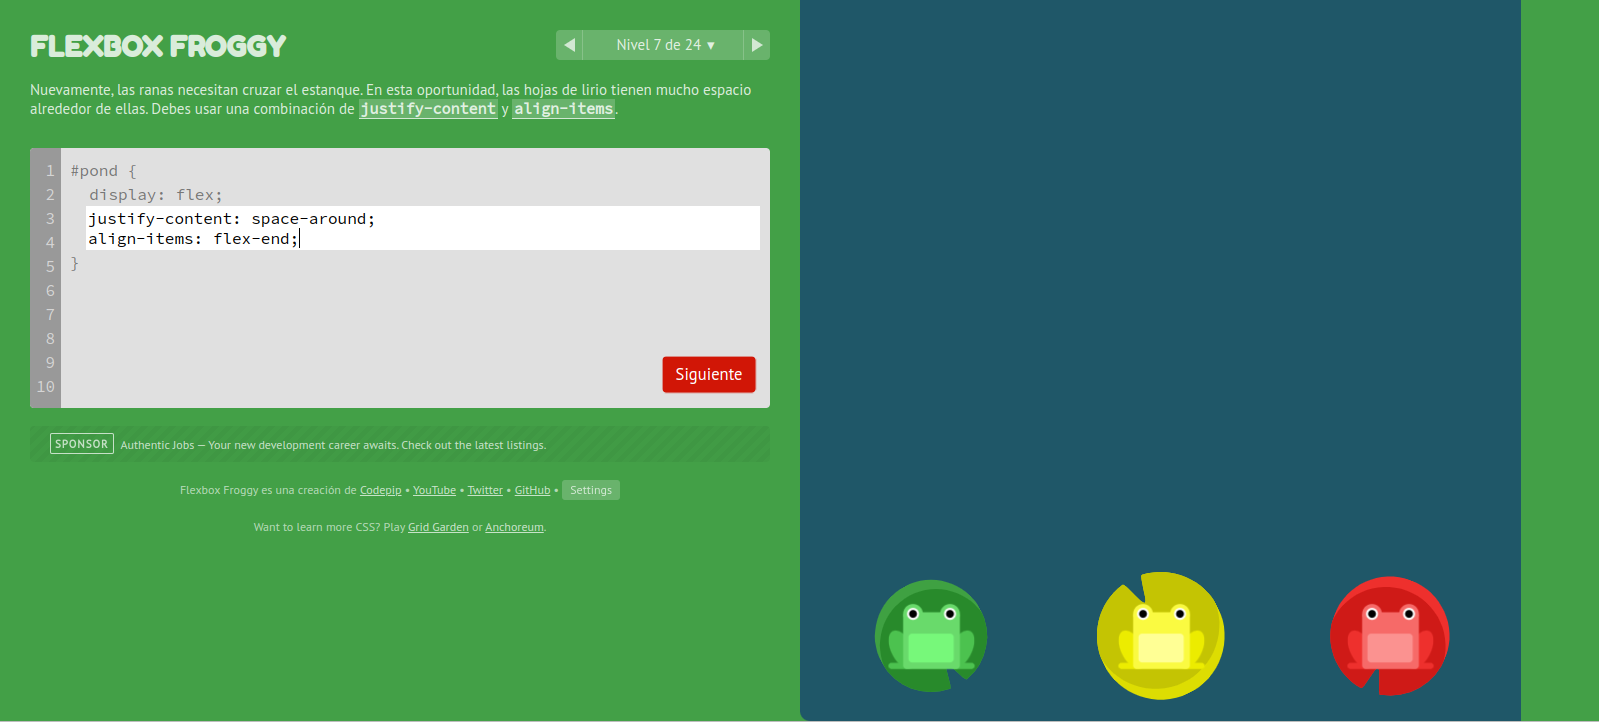 FLEXBOX FROGGY
◀ Nivel 7 de 24 ▾ ▶
Nuevamente, las ranas necesitan cruzar el estanque. En esta oportunidad, las hojas de lirio tienen mucho espacio
alrededor de ellas. Debes usar una combinación de justify-content y align-items.
1 #pond {
2 display: flex;
3 justify-content: space-around;
4 align-items: flex-end;
5 }
6
7
8
9
10
Siguiente
SPONSOR Authentic Jobs — Your new development career awaits. Check out the latest listings.
Flexbox Froggy es una creación de Codepip • YouTube • Twitter • GitHub • Settings
Want to learn more CSS? Play Grid Garden or Anchoreum.